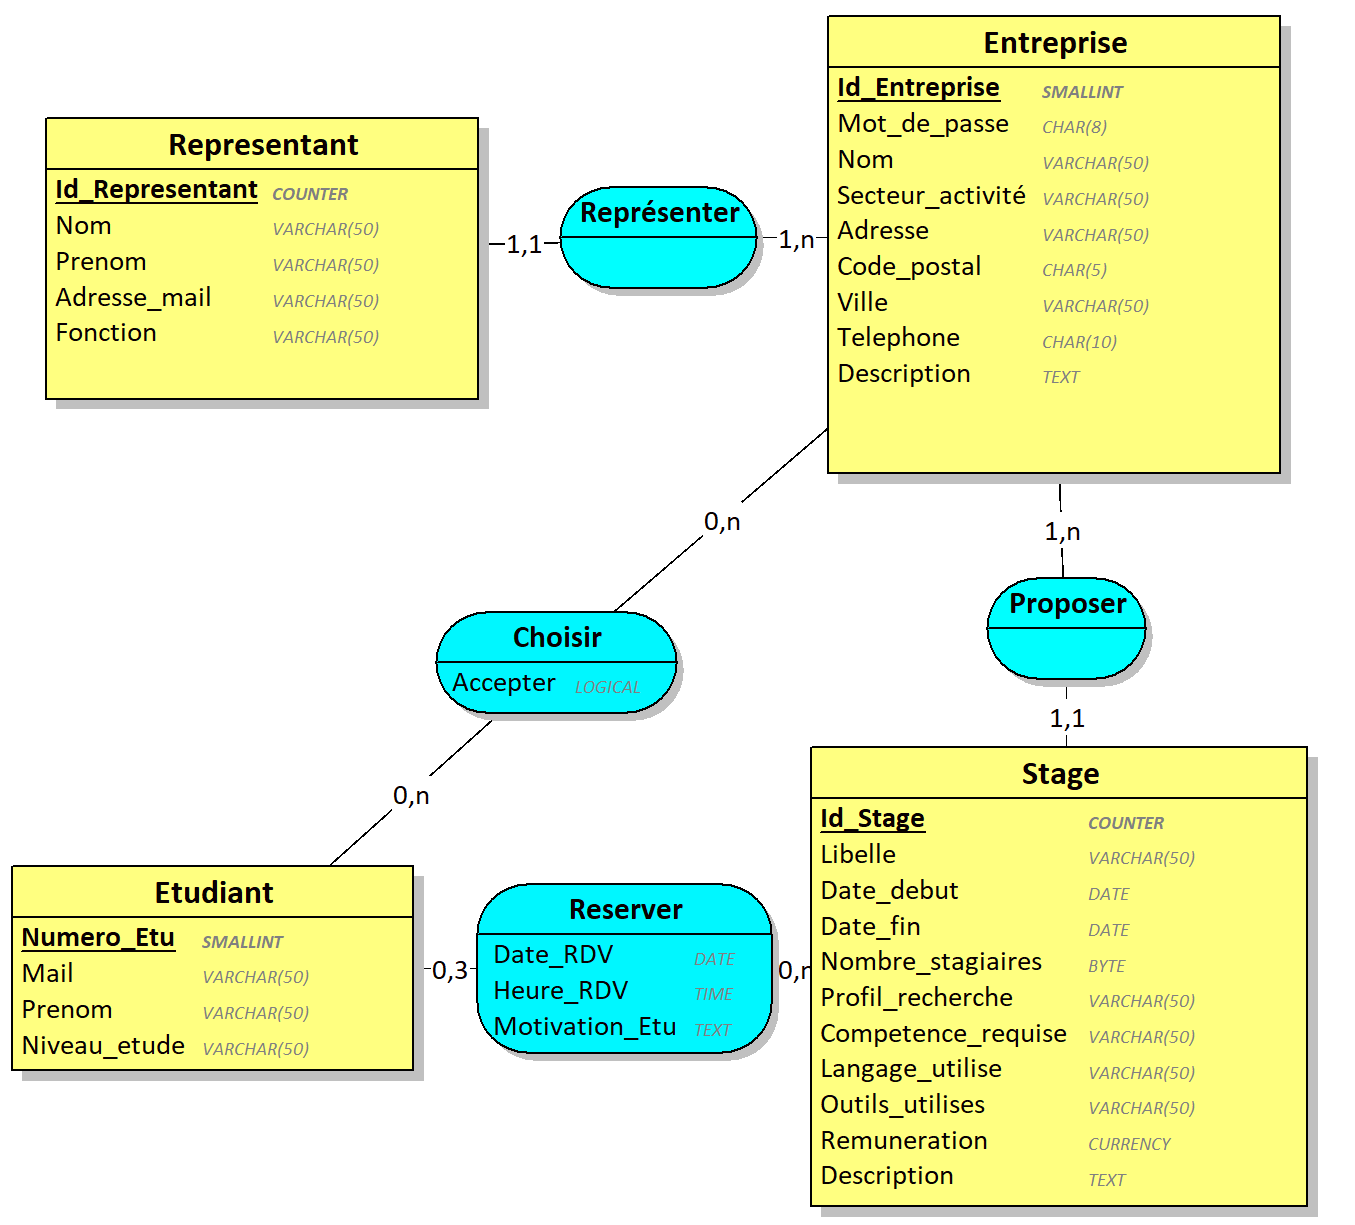 Entreprise
Id_Entreprise SMALLINT
Mot_de_passe CHAR(8)
Nom VARCHAR(50)
Secteur_activité VARCHAR(50)
Adresse VARCHAR(50)
Code_postal CHAR(5)
Ville VARCHAR(50)
Telephone CHAR(10)
Description TEXT
Representant
Id_Representant COUNTER
Nom VARCHAR(50)
Prenom VARCHAR(50)
Adresse_mail VARCHAR(50)
Fonction VARCHAR(50)
1,1
Représenter
1,n
0,n
1,n
Choisir
Accepter LOGICAL
Proposer
0,n
1,1
Etudiant
Numero_Etu SMALLINT
Mail VARCHAR(50)
Prenom VARCHAR(50)
Niveau_etude VARCHAR(50)
0,3
Reserver
Date_RDV DATE
Heure_RDV TIME
Motivation_Etu TEXT
0,n
Stage
Id_Stage COUNTER
Libelle VARCHAR(50)
Date_debut DATE
Date_fin DATE
Nombre_stagiaires BYTE
Profil_recherche VARCHAR(50)
Competence_requise VARCHAR(50)
Langage_utilise VARCHAR(50)
Outils_utilises VARCHAR(50)
Remuneration CURRENCY
Description TEXT